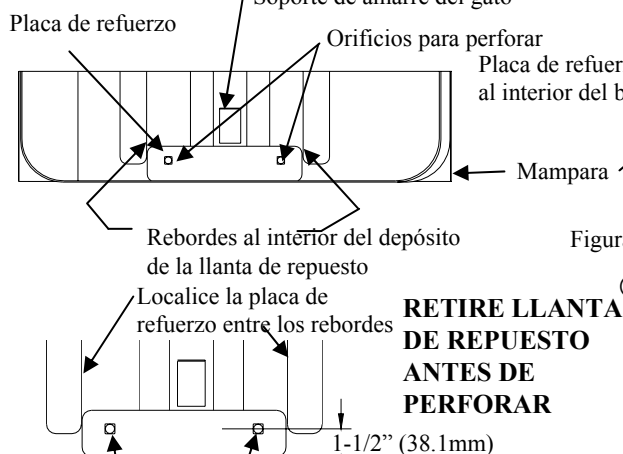 Soporte de amarre del gato
Placa de refuerzo
Orificios para perforar
Placa de
al interior del
Mampara
Rebordes al interior del depósito
de la llanta de repuesto
Localice la placa de
refuerzo entre los rebordes
RETIRE LLANTA
DE REPUESTO
ANTES DE
PERFORAR
1-1/2” (38.1mm)